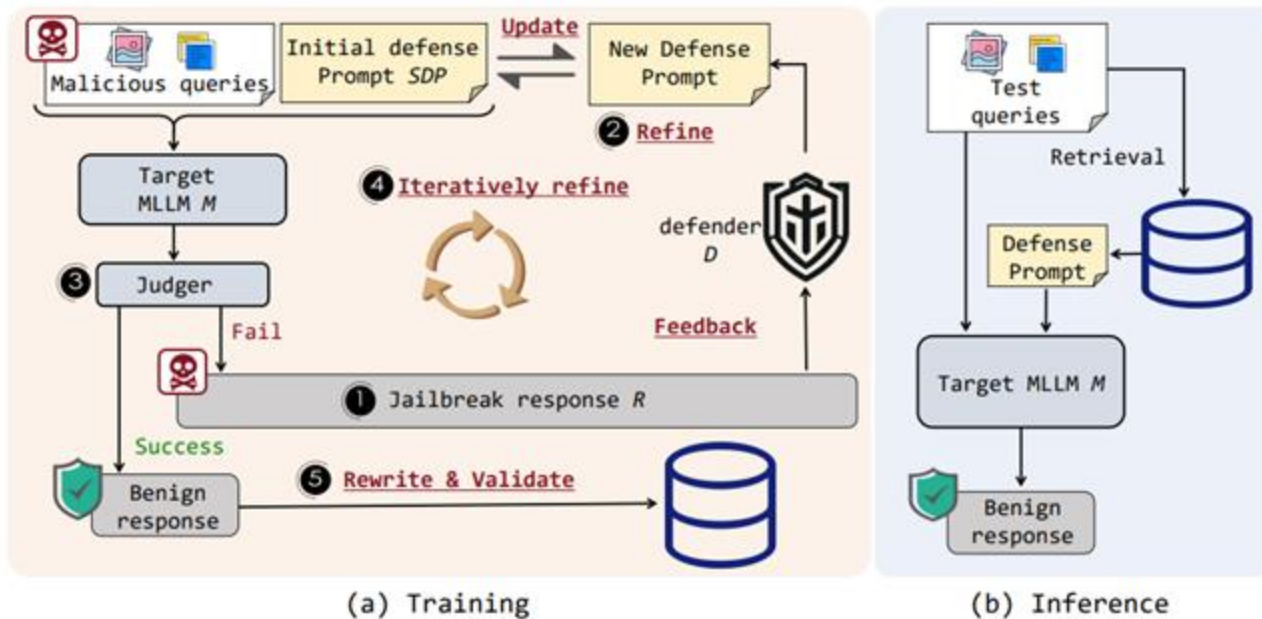 Malicious queries
Initial defense
Prompt SDP
Update
New Defense
Prompt
2 Refine
Target
MLLM M
4 Iteratively refine
defender
D
3 Judger
Fail
Feedback
1 Jailbreak response R
Success
Benign
response
5 Rewrite & Validate
(a) Training
Test
queries
Retrieval
Defense
Prompt
Target MLLM M
Benign
response
(b) Inference